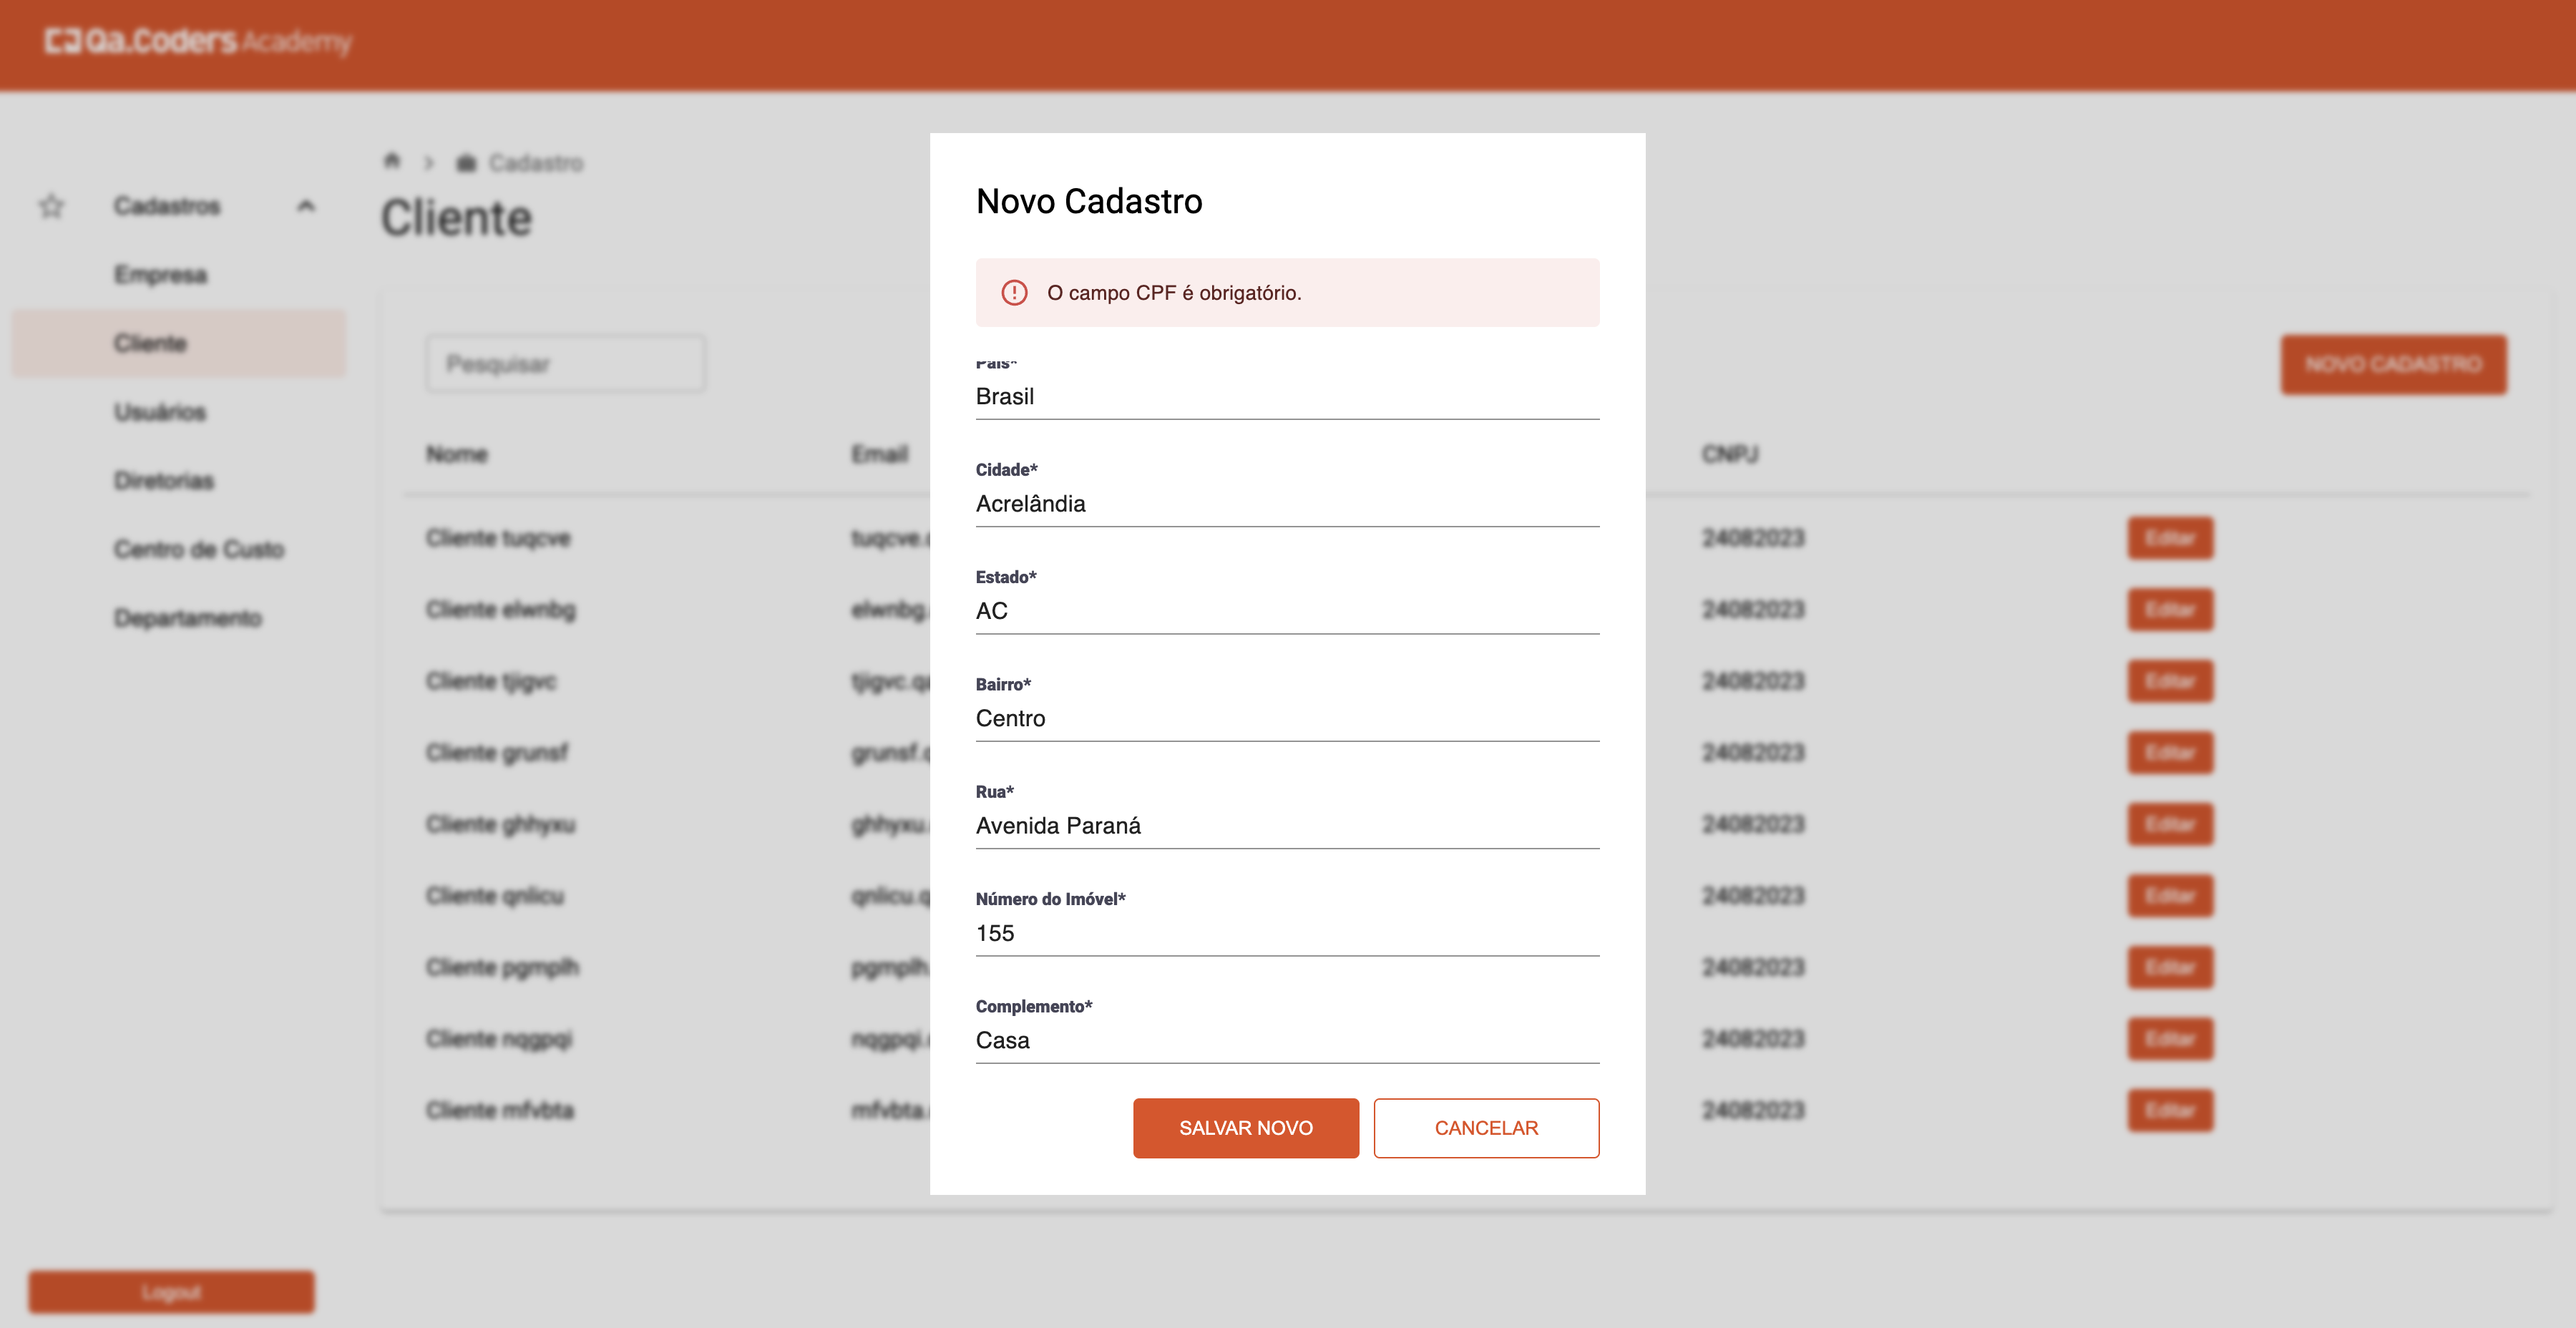 Qa.Coders Academy
Cadastro
Cliente
Cadastros
Empresa
Cliente
Usuários
Diretorias
Centro de Custo
Departamento
Logout
Pesquisar
NOVO CADASTRO
Nome Email CNPJ
Cliente tuqcve tuqcve. 24082023 Editar
Cliente elwnbg elwnbg. 24082023 Editar
Cliente tjigvc tjigvc.q 24082023 Editar
Cliente grunsf grunsf. 24082023 Editar
Cliente ghhyxu ghhyxu. 24082023 Editar
Cliente qnlicu qnlicu.q 24082023 Editar
Cliente pgmplh pgmplh. 24082023 Editar
Cliente nqgpqi nqgpqi. 24082023 Editar
Cliente mfvbta mfvbta. 24082023 Editar
Novo Cadastro
O campo CPF é obrigatório.
País*
Brasil
Cidade*
Acrelândia
Estado*
AC
Bairro*
Centro
Rua*
Avenida Paraná
Número do Imóvel*
155
Complemento*
Casa
SALVAR NOVO
CANCELAR